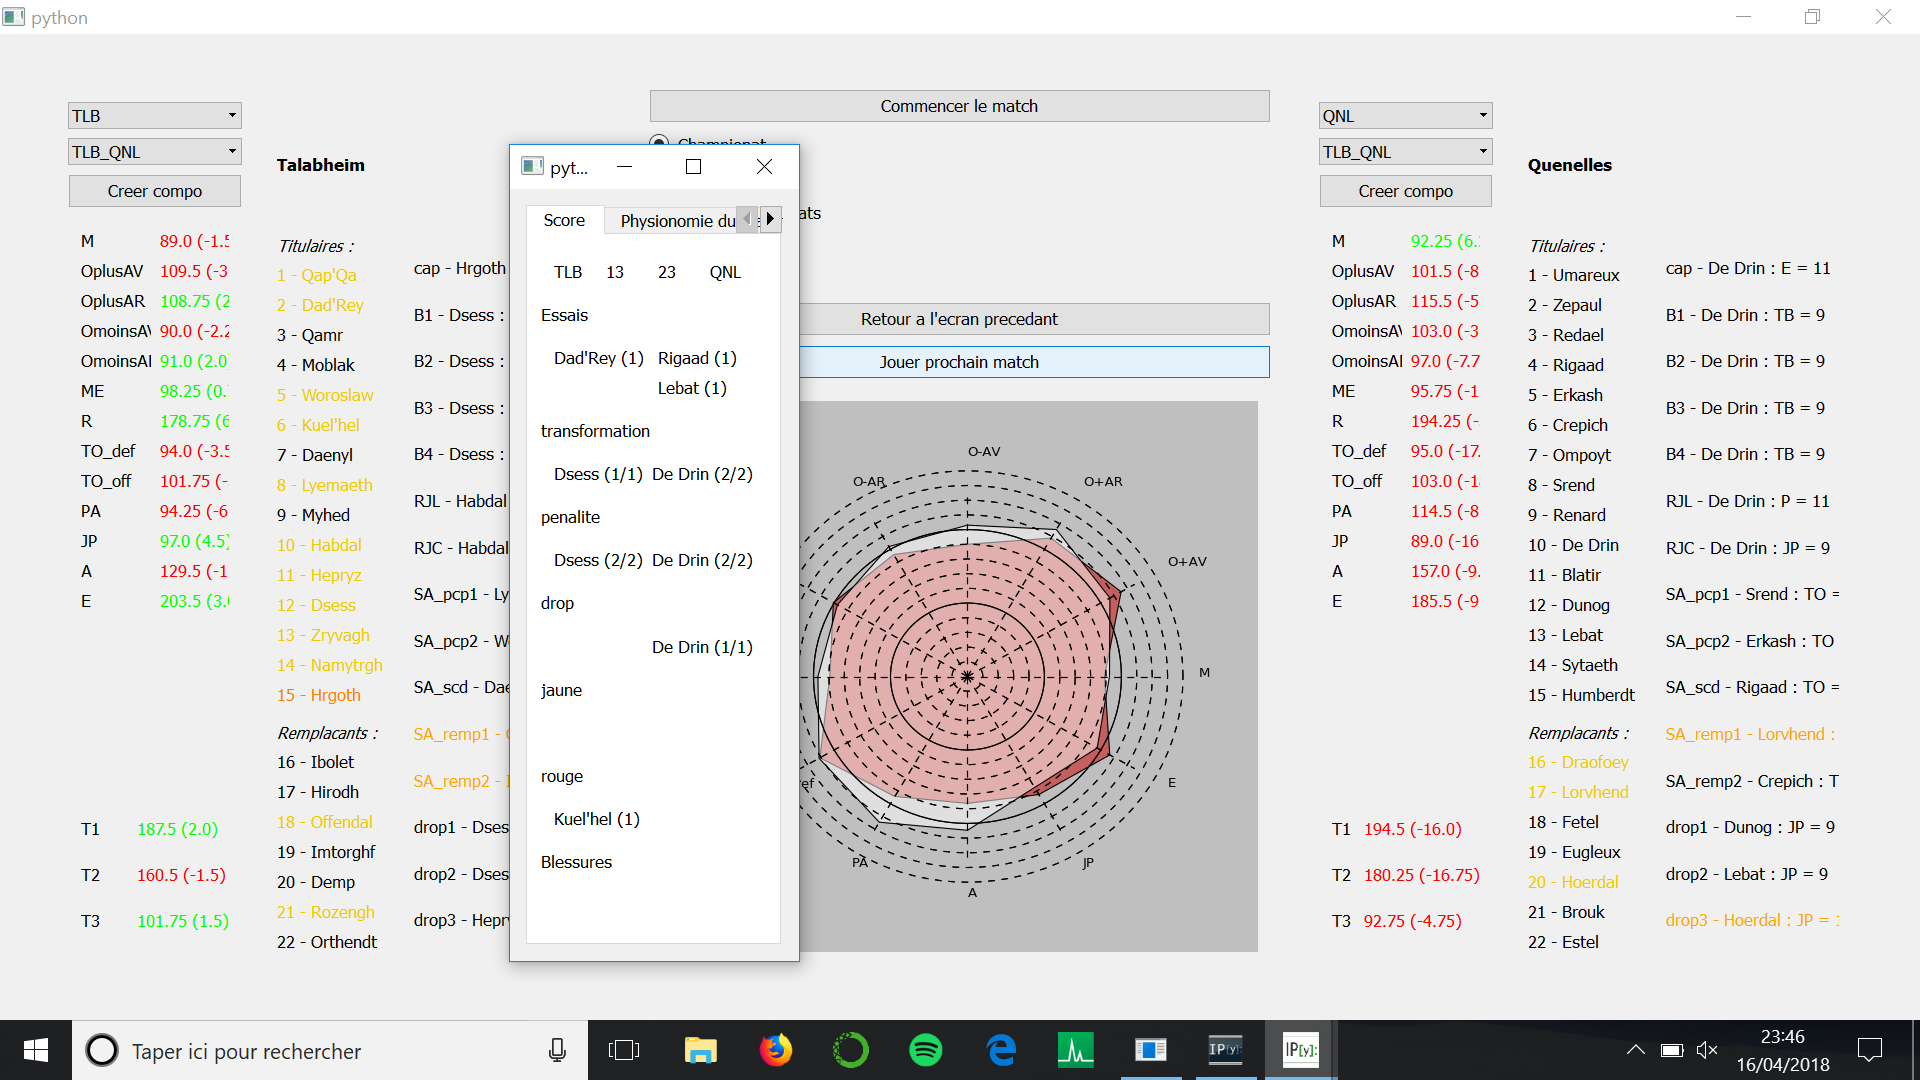 python
TLB
TLB_QNL
Creer compo
Talabheim
M 89.0 (-1.5
OplusAV 109.5 (-3
OplusAR 108.75 (2
OmoinsAV 90.0 (-2.2
OmoinsAI 91.0 (2.0)
ME 98.25 (0.
R 178.75 (6
TO_def 94.0 (-3.5
TO_off 101.75 (-
PA 94.25 (-6
JP 97.0 (4.5)
A 129.5 (-1
E 203.5 (3.0
T1 187.5 (2.0)
T2 160.5 (-1.5)
T3 101.75 (1.5)
Titulaires :
1 - Qap'Qa
2 - Dad'Rey
3 - Qamr
4 - Moblak
5 - Woroslaw
6 - Kuel'hel
7 - Daenyl
8 - Lyemaeth
9 - Myhed
10 - Habdal
11 - Hepryz
12 - Dsess
13 - Zryvagh
14 - Namytrgh
15 - Hrgoth
Remplacants :
16 - Ibolet
17 - Hirodh
18 - Offendal
19 - Imtorghf
20 - Demp
21 - Rozengh
22 - Orthendt
cap - Hrgoth
B1 - Dsess :
B2 - Dsess :
B3 - Dsess :
B4 - Dsess :
RJL - Habdal
RJC - Habdal
SA_pcp1 - Ly
SA_pcp2 - We
SA_scd - Dae
SA_remp1 -
SA_remp2 -
drop1 - Dses
drop2 - Dses
drop3 - Hepr
Commencer le match
Championat
ats
Retour a l'ecran precedant
Jouer prochain match
pyt...
Score
Physionomie du
TLB 13 23 QNL
Essais
Dad'Rey (1) Rigaad (1)
Lebat (1)
transformation
Dsess (1/1) De Drin (2/2)
penalite
Dsess (2/2) De Drin (2/2)
drop
De Drin (1/1)
jaune
rouge
Kuel'hel (1)
Blessures
O-AV
O-AR
O+AR
O+AV
M
E
JP
A
PA
ef
QNL
TLB_QNL
Creer compo
Quenelles
M 92.25 (6.
OplusAV 101.5 (-8
OplusAR 115.5 (-5
OmoinsAV 103.0 (-3
OmoinsAI 97.0 (-7.7
ME 95.75 (-1
R 194.25 (-
TO_def 95.0 (-17.
TO_off 103.0 (-1
PA 114.5 (-8
JP 89.0 (-16
A 157.0 (-9.
E 185.5 (-9
T1 194.5 (-16.0)
T2 180.25 (-16.75)
T3 92.75 (-4.75)
Titulaires :
1 - Umareux
2 - Zepaul
3 - Redael
4 - Rigaad
5 - Erkash
6 - Crepich
7 - Ompoyt
8 - Srend
9 - Renard
10 - De Drin
11 - Blatir
12 - Dunog
13 - Lebat
14 - Sytaeth
15 - Humberdt
Remplacants :
16 - Draofoey
17 - Lorvhend
18 - Fetel
19 - Eugleux
20 - Hoerdal
21 - Brouk
22 - Estel
cap - De Drin : E = 11
B1 - De Drin : TB = 9
B2 - De Drin : TB = 9
B3 - De Drin : TB = 9
B4 - De Drin : TB = 9
RJL - De Drin : P = 11
RJC - De Drin : JP = 9
SA_pcp1 - Srend : TO =
SA_pcp2 - Erkash : TO
SA_scd - Rigaad : TO =
SA_remp1 - Lorvhend :
SA_remp2 - Crepich : T
drop1 - Dunog : JP = 9
drop2 - Lebat : JP = 9
drop3 - Hoerdal : JP = 1
Taper ici pour rechercher
IP[y]:
IP[y]:
23:46
16/04/2018